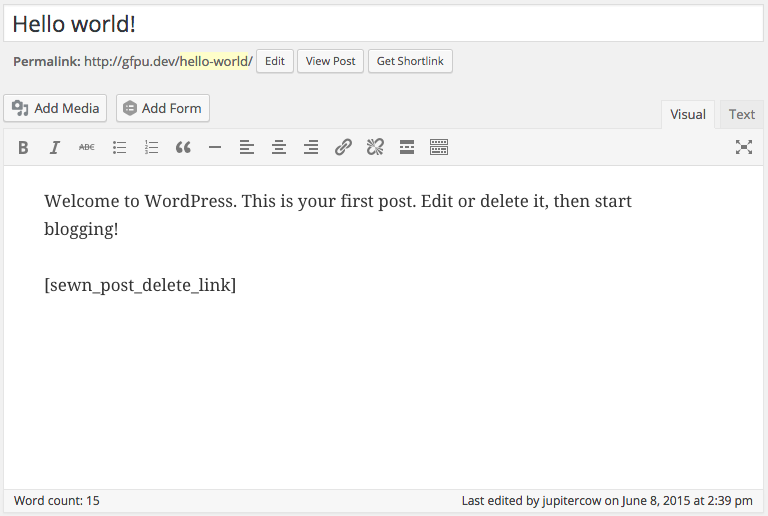 Hello world!
Permalink: http://gfpu.dev/hello-world/ Edit View Post Get Shortlink
Add Media Add Form Visual Text
B I ABC
Welcome to WordPress. This is your first post. Edit or delete it, then start
blogging!
[sewn_post_delete_link]
Word count: 15 Last edited by jupitercow on June 8, 2015 at 2:39 pm